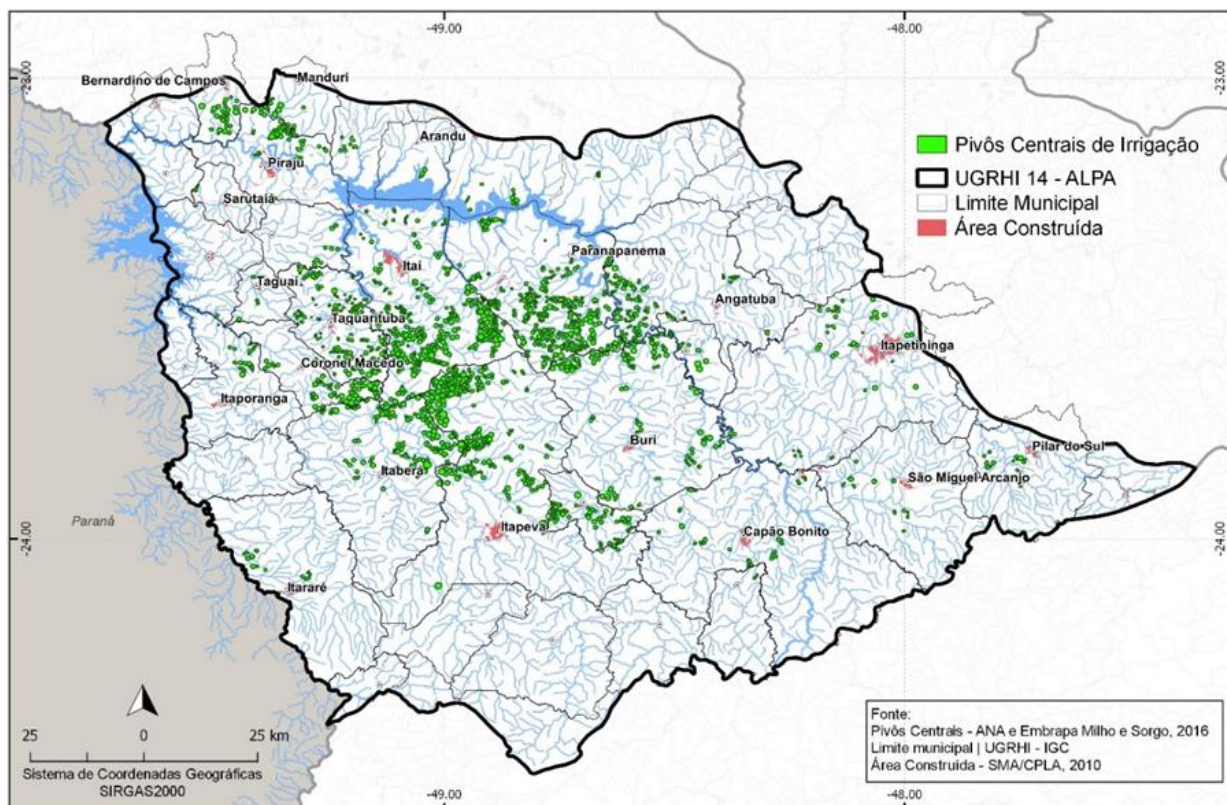 -49.00
-48.00
-23.00
-23.00
Bernardino de Campos
Manduri
Arandu
Piraju
Sarutaiá
Pivôs Centrais de Irrigação
UGRHI 14 - ALPA
Limite Municipal
Área Construída
Paranapanema
Itaí
Taguaí
Angatuba
Taquarituba
Itapetininga
Coronel Macedo
Itaporanga
Buri
Pilar do Sul
Itaberá
São Miguel Arcanjo
Paraná
Itapeva
Capão Bonito
-24.00
-24.00
Itararé
25
0
25 km
Sistema de Coordenadas Geográficas
SIRGAS2000
Fonte:
Pivôs Centrais - ANA e Embrapa Milho e Sorgo, 2016
Limite municipal | UGRHI - IGC
Área Construída - SMA/CPLA, 2010
-49.00
-48.00